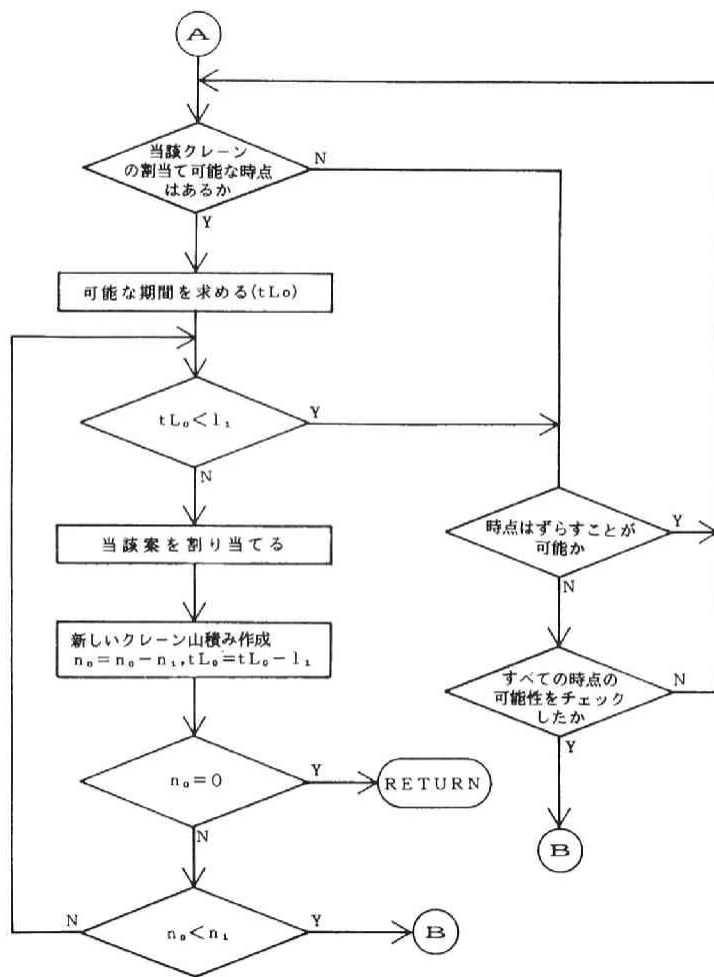 A
当該クレーン
の割当て可能な時点
はあるか
N
Y
可能な期間を求める(tL₀)
tL₀<l₁
Y
N
当該案を割り当てる
時点はずらすことが
可能か
Y
N
新しいクレーン山積み作成
n₀=n₀-n₁,tL₀=tL₀-l₁
すべての時点の
可能性をチェック
したか
N
Y
n₀=0
Y
RETURN
N
B
n₀<n₁
N
Y
B